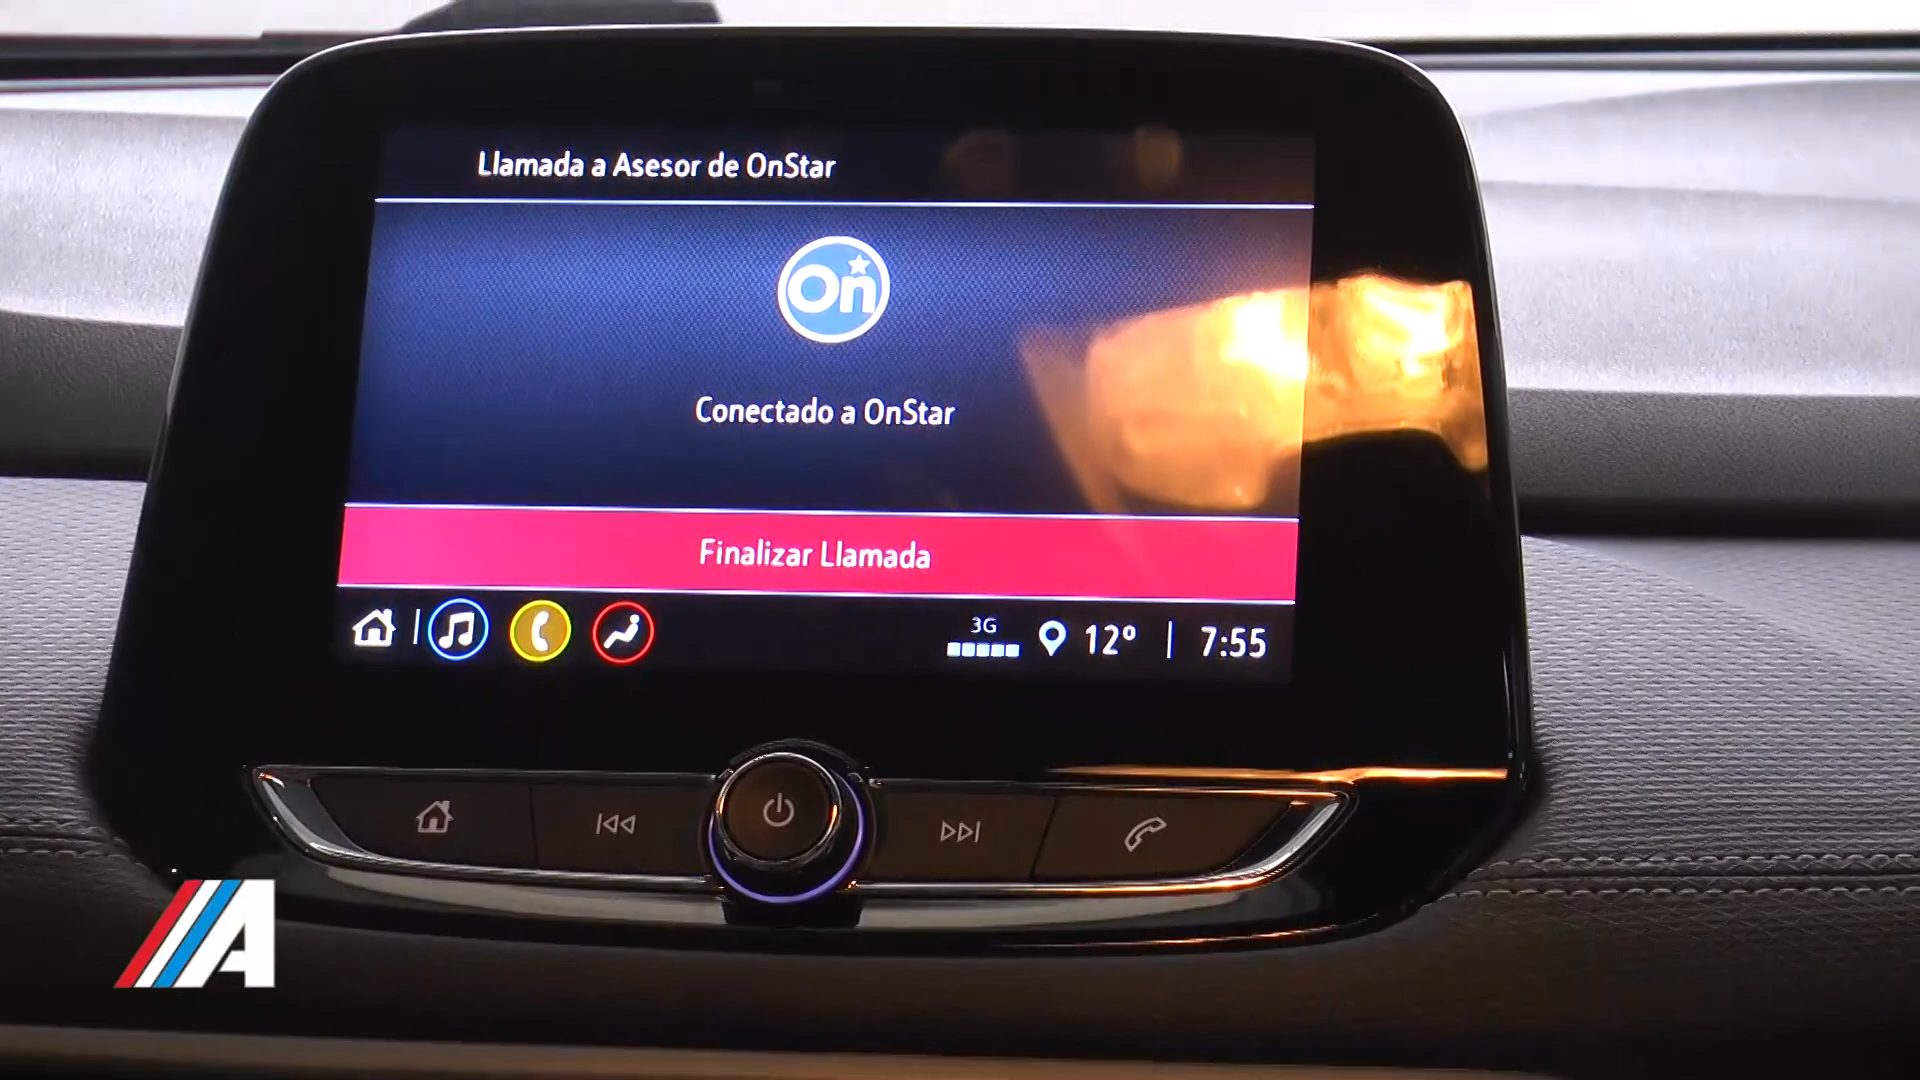 Llamada a Asesor de OnStar
On
Conectado a OnStar
Finalizar Llamada
3G
12°
7:55
A